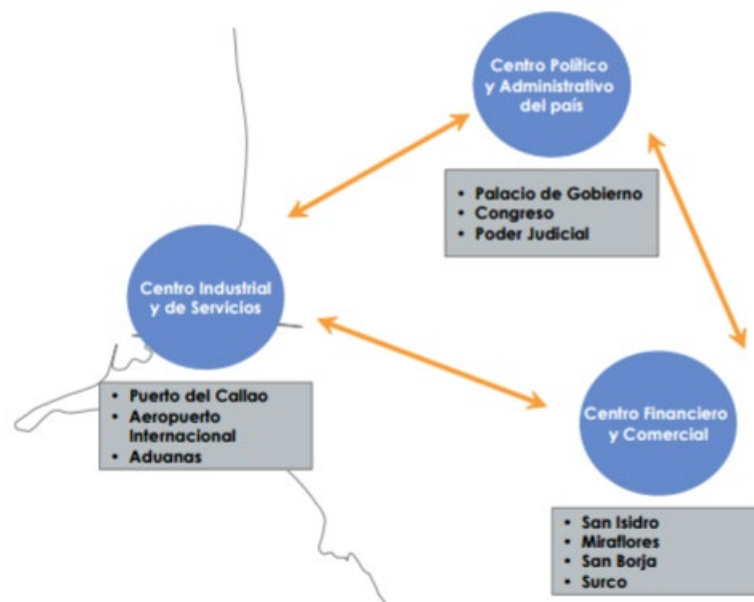 Centro Político
y Administrativo
del país
• Palacio de Gobierno
• Congreso
• Poder Judicial
Centro Industrial
y de Servicios
• Puerto del Callao
• Aeropuerto
Internacional
• Aduanas
Centro Financiero
y Comercial
• San Isidro
• Miraflores
• San Borja
• Surco